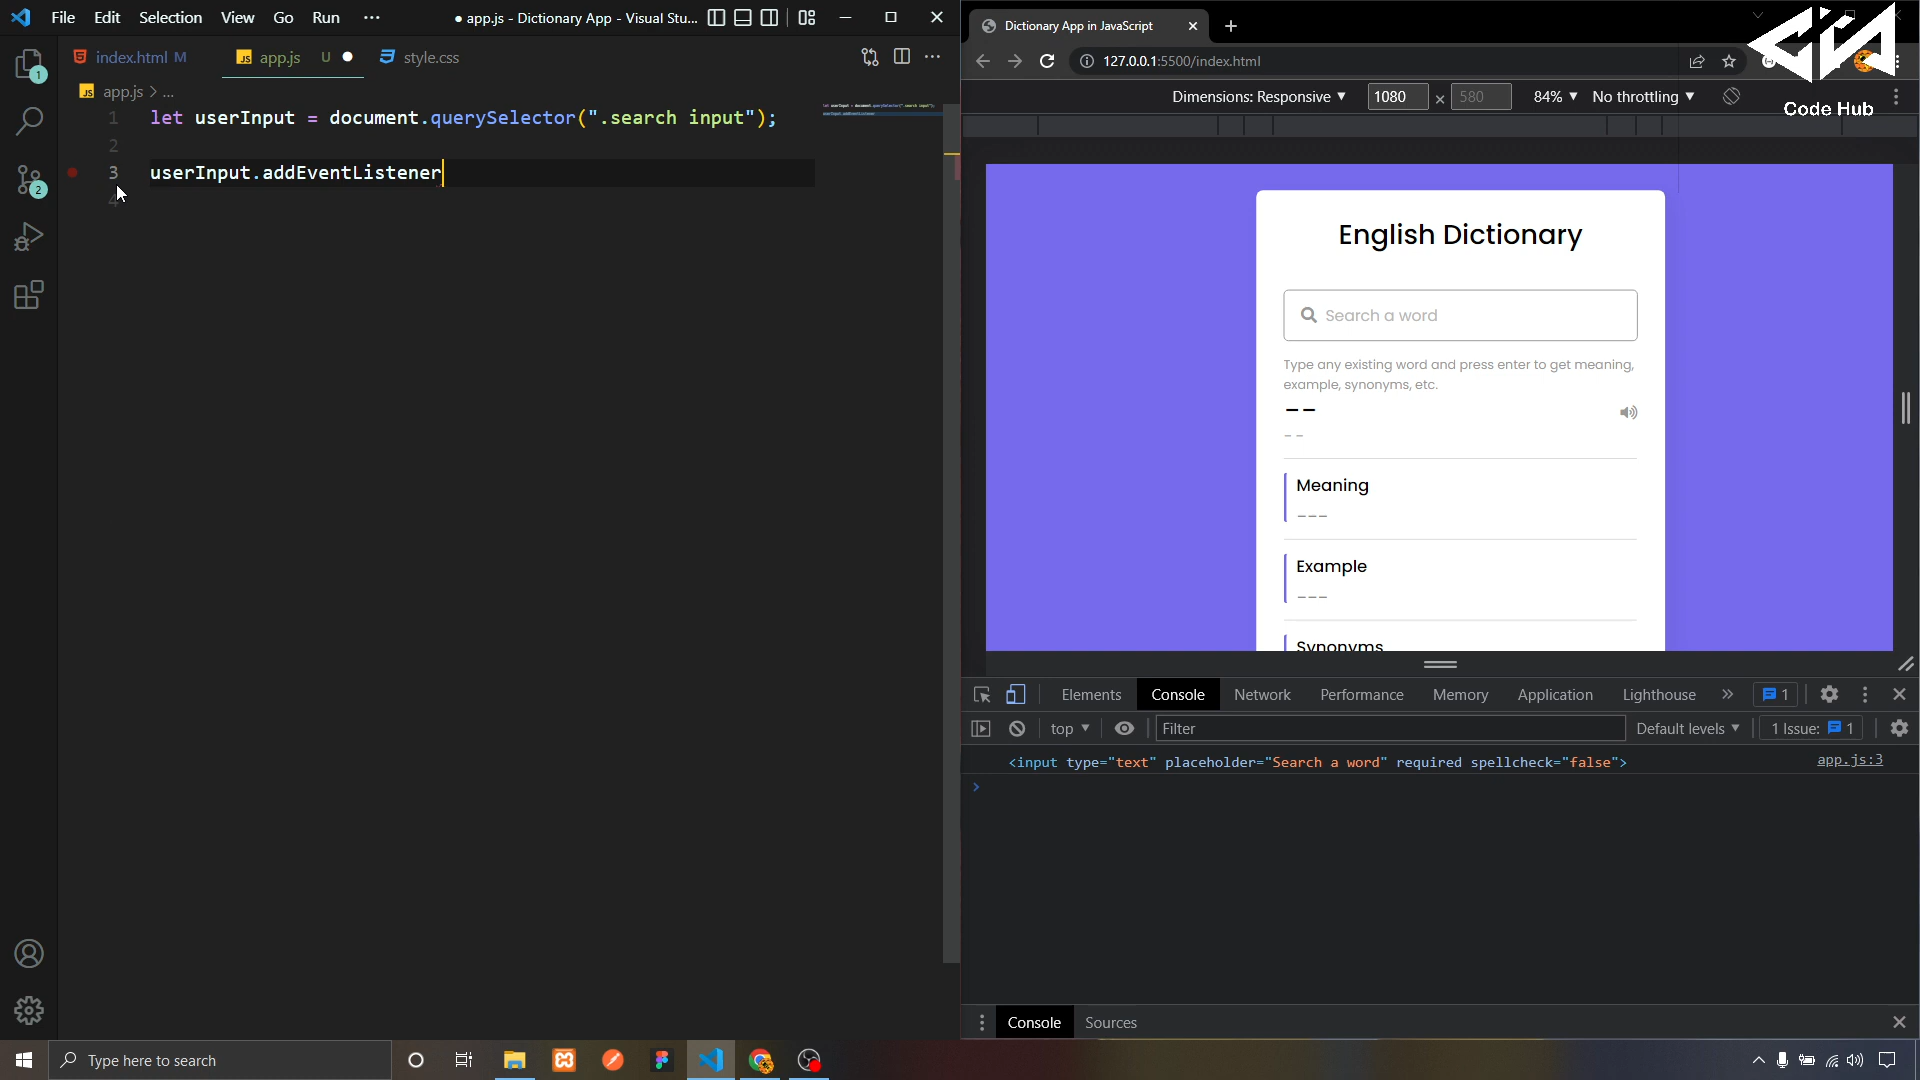 File Edit Selection View Go Run ···
● app.js - Dictionary App - Visual Stu...
index.html M
JS app.js U
style.css
JS app.js > ...
1 let userInput = document.querySelector(".search input");
2
3 userInput.addEventListener
4
1
2
Dictionary App in JavaScript
127.0.0.1:5500/index.html
Dimensions: Responsive 1080 × 580 84% No throttling
Code Hub
English Dictionary
Search a word
Type any existing word and press enter to get meaning,
example, synonyms, etc.
--
--
Meaning
---
Example
---
Synonyms
Elements Console Network Performance Memory Application Lighthouse » 1
top Filter Default levels 1 Issue: 1
<input type="text" placeholder="Search a word" required spellcheck="false"> app.js:3
>
Console Sources
Type here to search